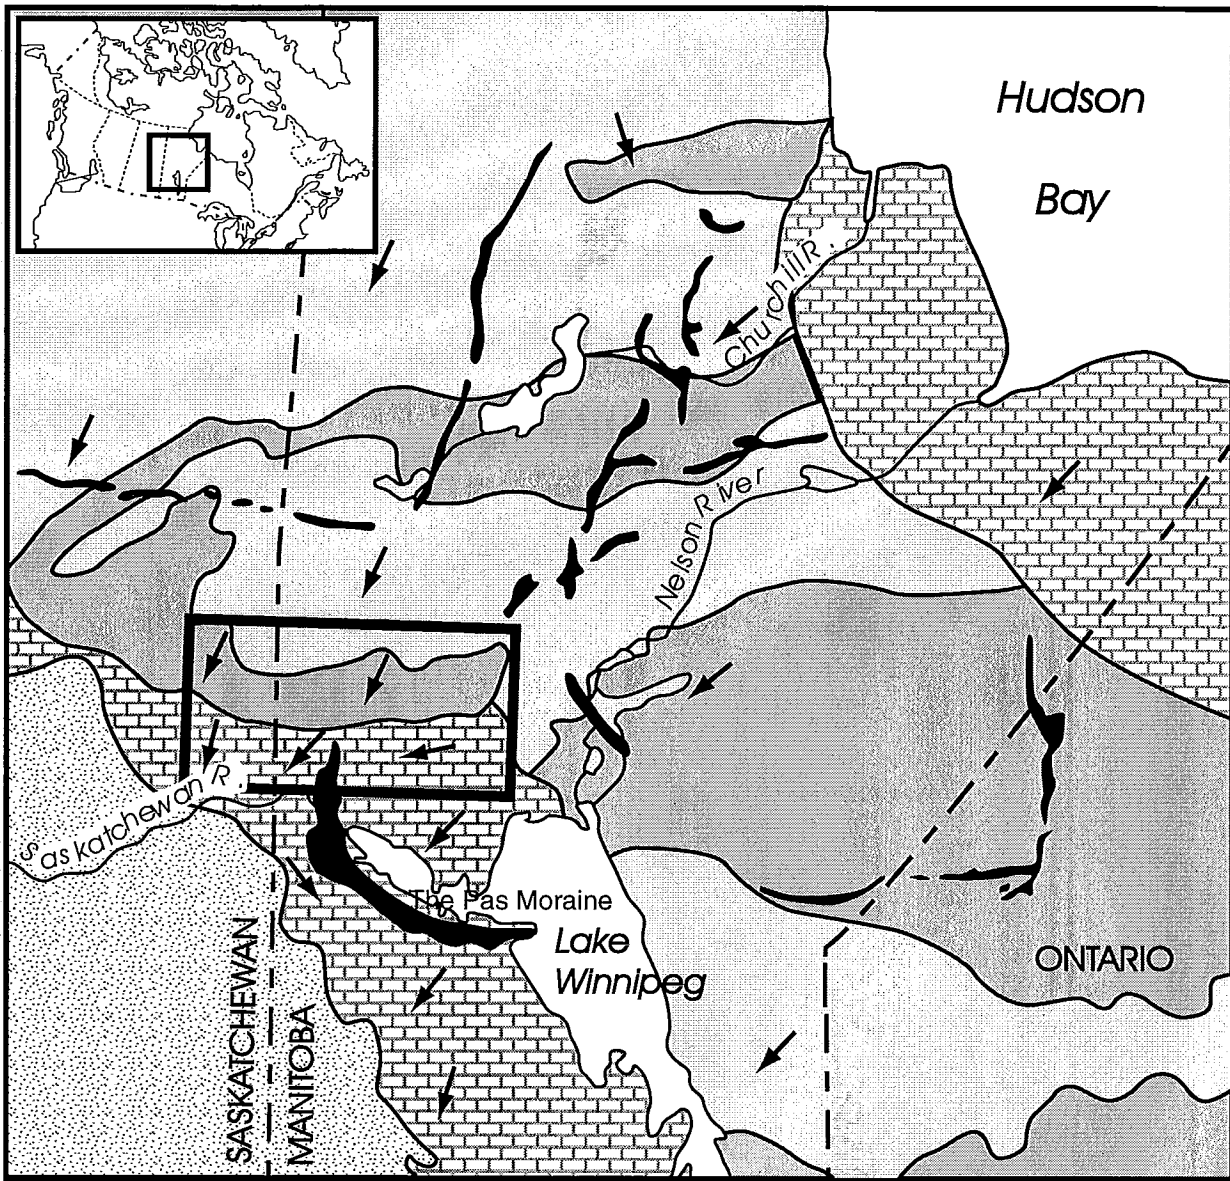 Hudson
Bay
Churchill R.
Nelson River
Saskatchewan R.
The Pas Moraine
Lake
Winnipeg
ONTARIO
SASKATCHEWAN
MANITOBA